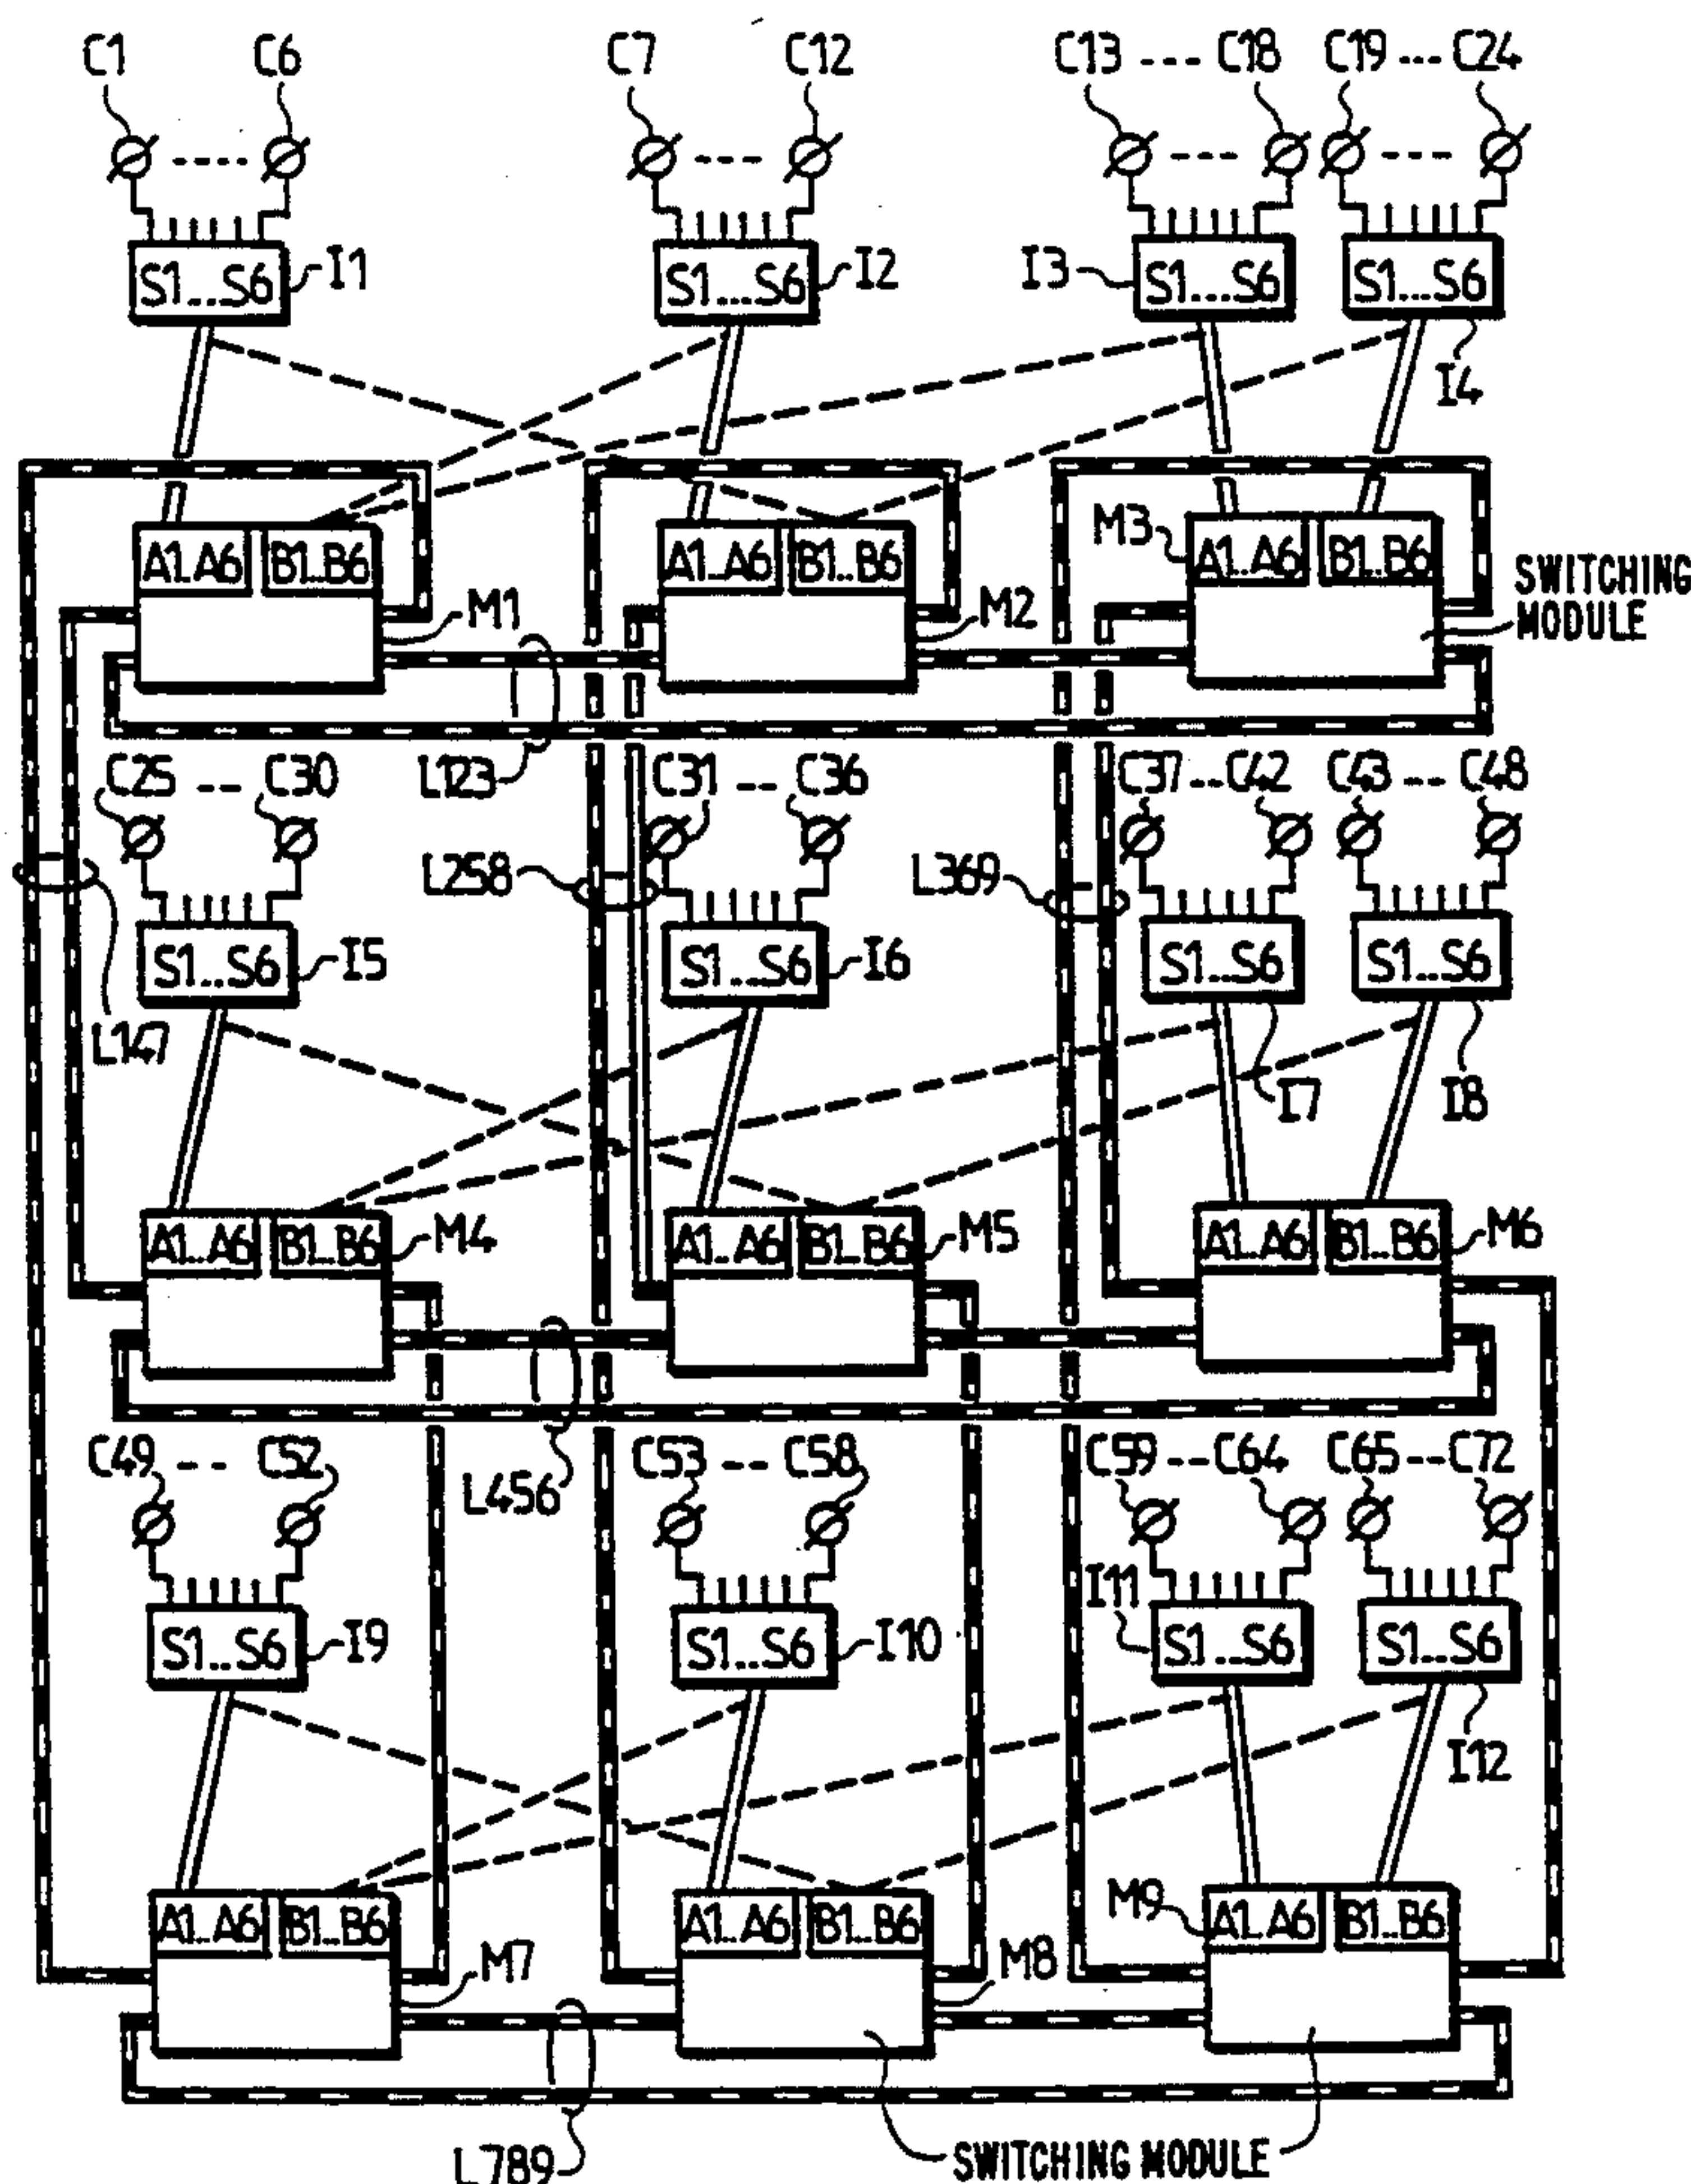 C1 C6 C7 C12 C13 --- C18 C19 ... C24
S1...S6 I1 S1...S6 I2 I3 S1...S6 S1...S6
I4
A1..A6 B1..B6 A1..A6 B1..B6 M3 A1..A6 B1..B6
M1 M2 SWITCHING
MODULE
C25 -- C30 L123 C31 -- C36 C37 -- C42 C43 -- C48
L258 L369
S1...S6 I5 S1...S6 I6 S1...S6 S1...S6
L147 I7 I8
A1..A6 B1..B6 M4 A1..A6 B1..B6 M5 A1..A6 B1..B6 M6
C49 -- C52 L456 C53 -- C58 C59 -- C64 C65 -- C72
I11
S1...S6 I9 S1...S6 I10 S1...S6 S1...S6
I12
A1..A6 B1..B6 A1..A6 B1..B6 M9 A1..A6 B1..B6
M7 M8
L789 SWITCHING MODULE